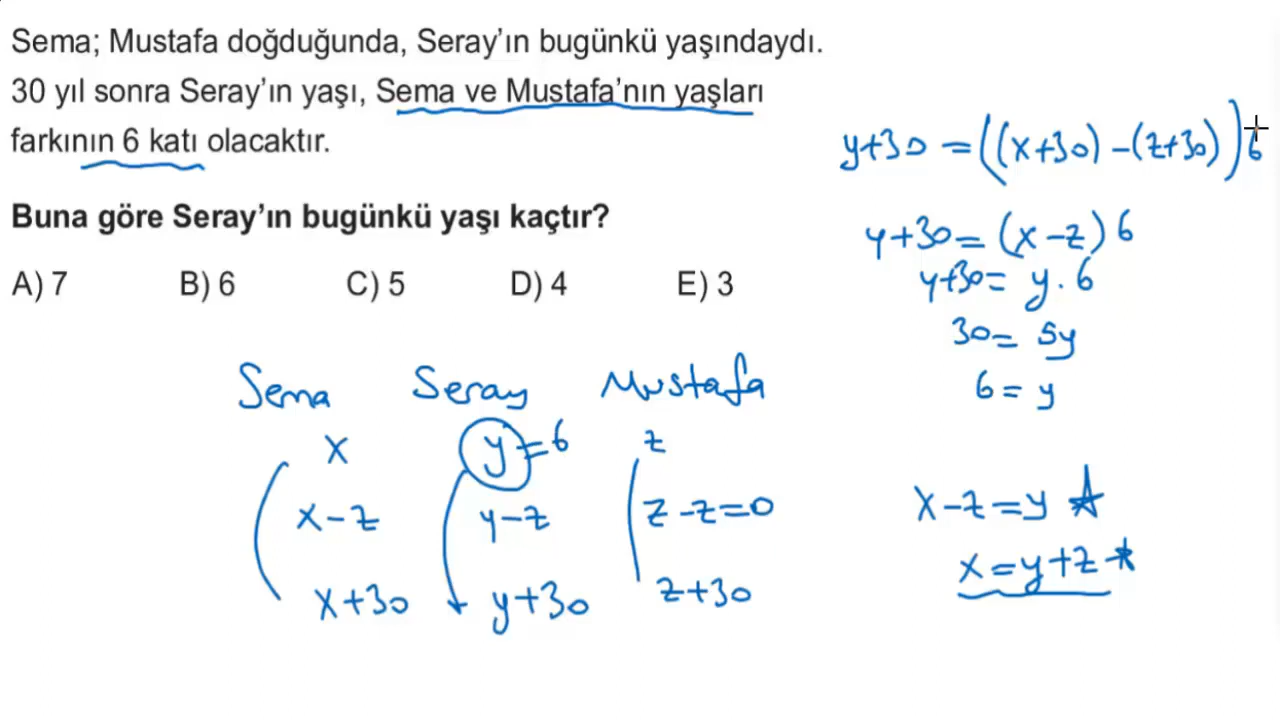 Sema; Mustafa doğduğunda, Seray'ın bugünkü yaşındaydı.
30 yıl sonra Seray'ın yaşı, Sema ve Mustafa'nın yaşları
farkının 6 katı olacaktır.
Buna göre Seray'ın bugünkü yaşı kaçtır?
A) 7 B) 6 C) 5 D) 4 E) 3
Sema Seray Mustafa
x y=6 z
x-z y-z z-z=0
x+30 y+30 z+30
y+30=((x+30)-(z+30))6
y+30=(x-z)6
y+30=y.6
30=5y
6=y
x-z=y
x=y+z